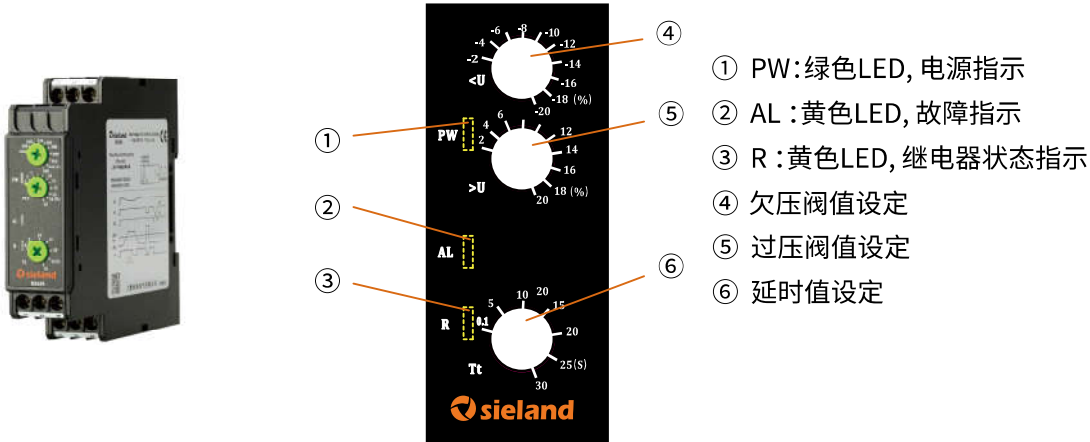 -8
-6
-10
-4
-12
-2
-14
<U
-16
-18 (%)
-20
④
PW
6
4
12
2
14
16
>U
18 (%)
20
①
⑤
AL
②
R
③
5
10
20
15
0.1
20
25(S)
Tt
30
⑥
sieland
sieland
① PW:绿色LED, 电源指示
② AL :黄色LED, 故障指示
③ R :黄色LED, 继电器状态指示
④ 欠压阀值设定
⑤ 过压阀值设定
⑥ 延时值设定